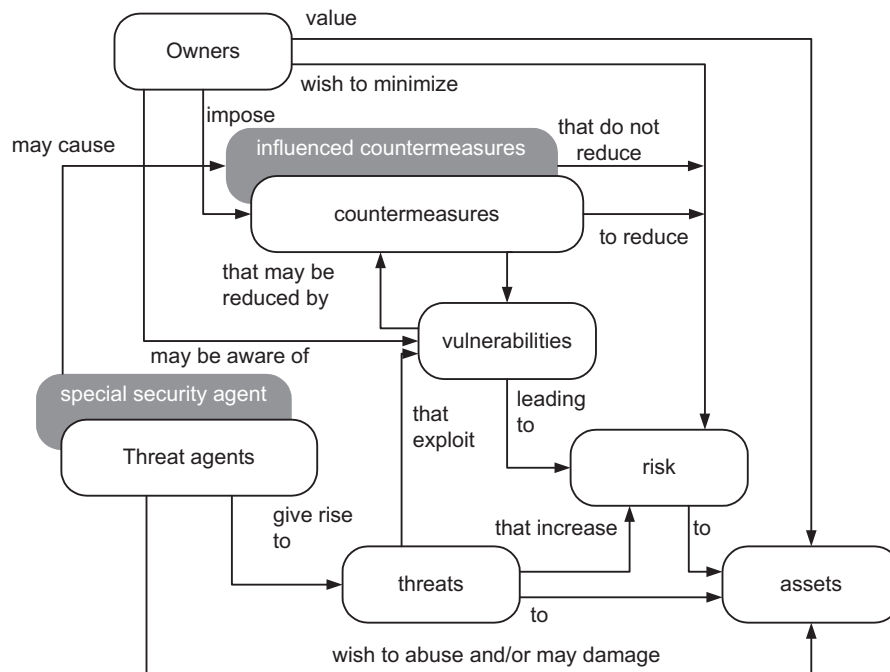 value
Owners
wish to minimize
impose
may cause
influenced countermeasures
that do not
reduce
countermeasures
to reduce
that may be
reduced by
vulnerabilities
may be aware of
special security agent
that
exploit
leading
to
Threat agents
risk
give rise
to
that increase
to
threats
assets
to
wish to abuse and/or may damage